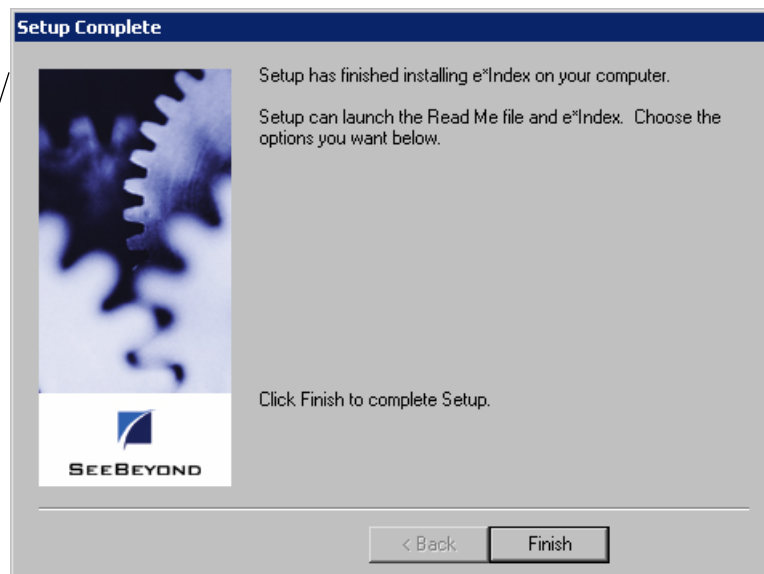 Setup Complete
Setup has finished installing e*Index on your computer.
Setup can launch the Read Me file and e*Index. Choose the
options you want below.
Click Finish to complete Setup.
SEEBEYOND
< Back
Finish